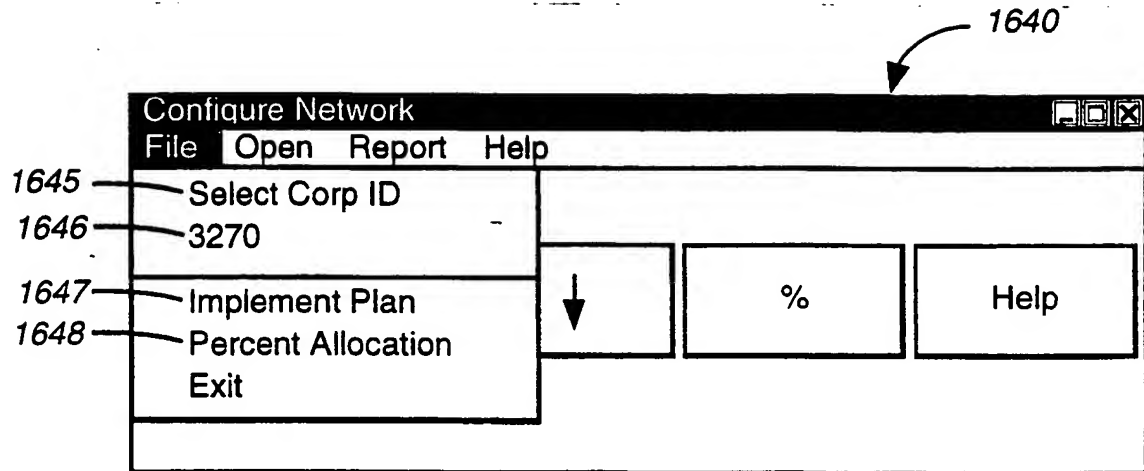 1640
Configure Network
File Open Report Help
1645 Select Corp ID
1646 3270
1647 Implement Plan
1648 Percent Allocation
Exit
% Help